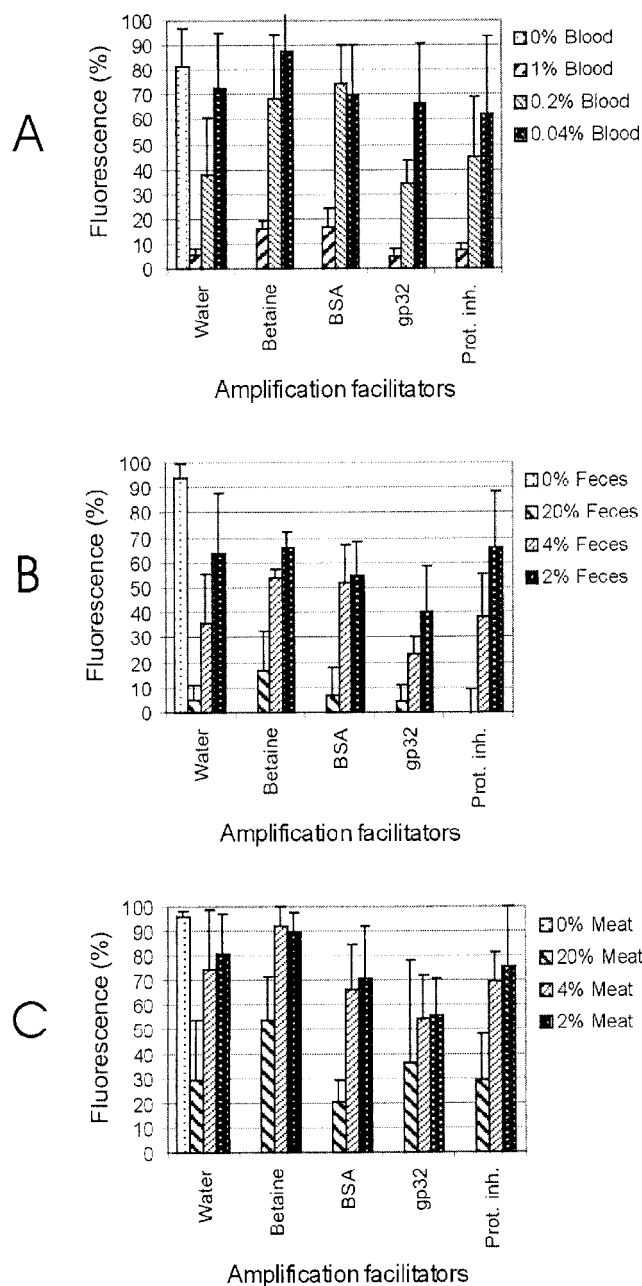 A
Fluorescence (%)
100
90
80
70
60
50
40
30
20
10
0
Water
Betaine
BSA
gp32
Prot. inh.
Amplification facilitators
0% Blood
1% Blood
0.2% Blood
0.04% Blood
B
Fluorescence (%)
100
90
80
70
60
50
40
30
20
10
0
Water
Betaine
BSA
gp32
Prot. inh.
Amplification facilitators
0% Feces
20% Feces
4% Feces
2% Feces
C
Fluorescence (%)
100
90
80
70
60
50
40
30
20
10
0
Water
Betaine
BSA
gp32
Prot. inh.
Amplification facilitators
0% Meat
20% Meat
4% Meat
2% Meat